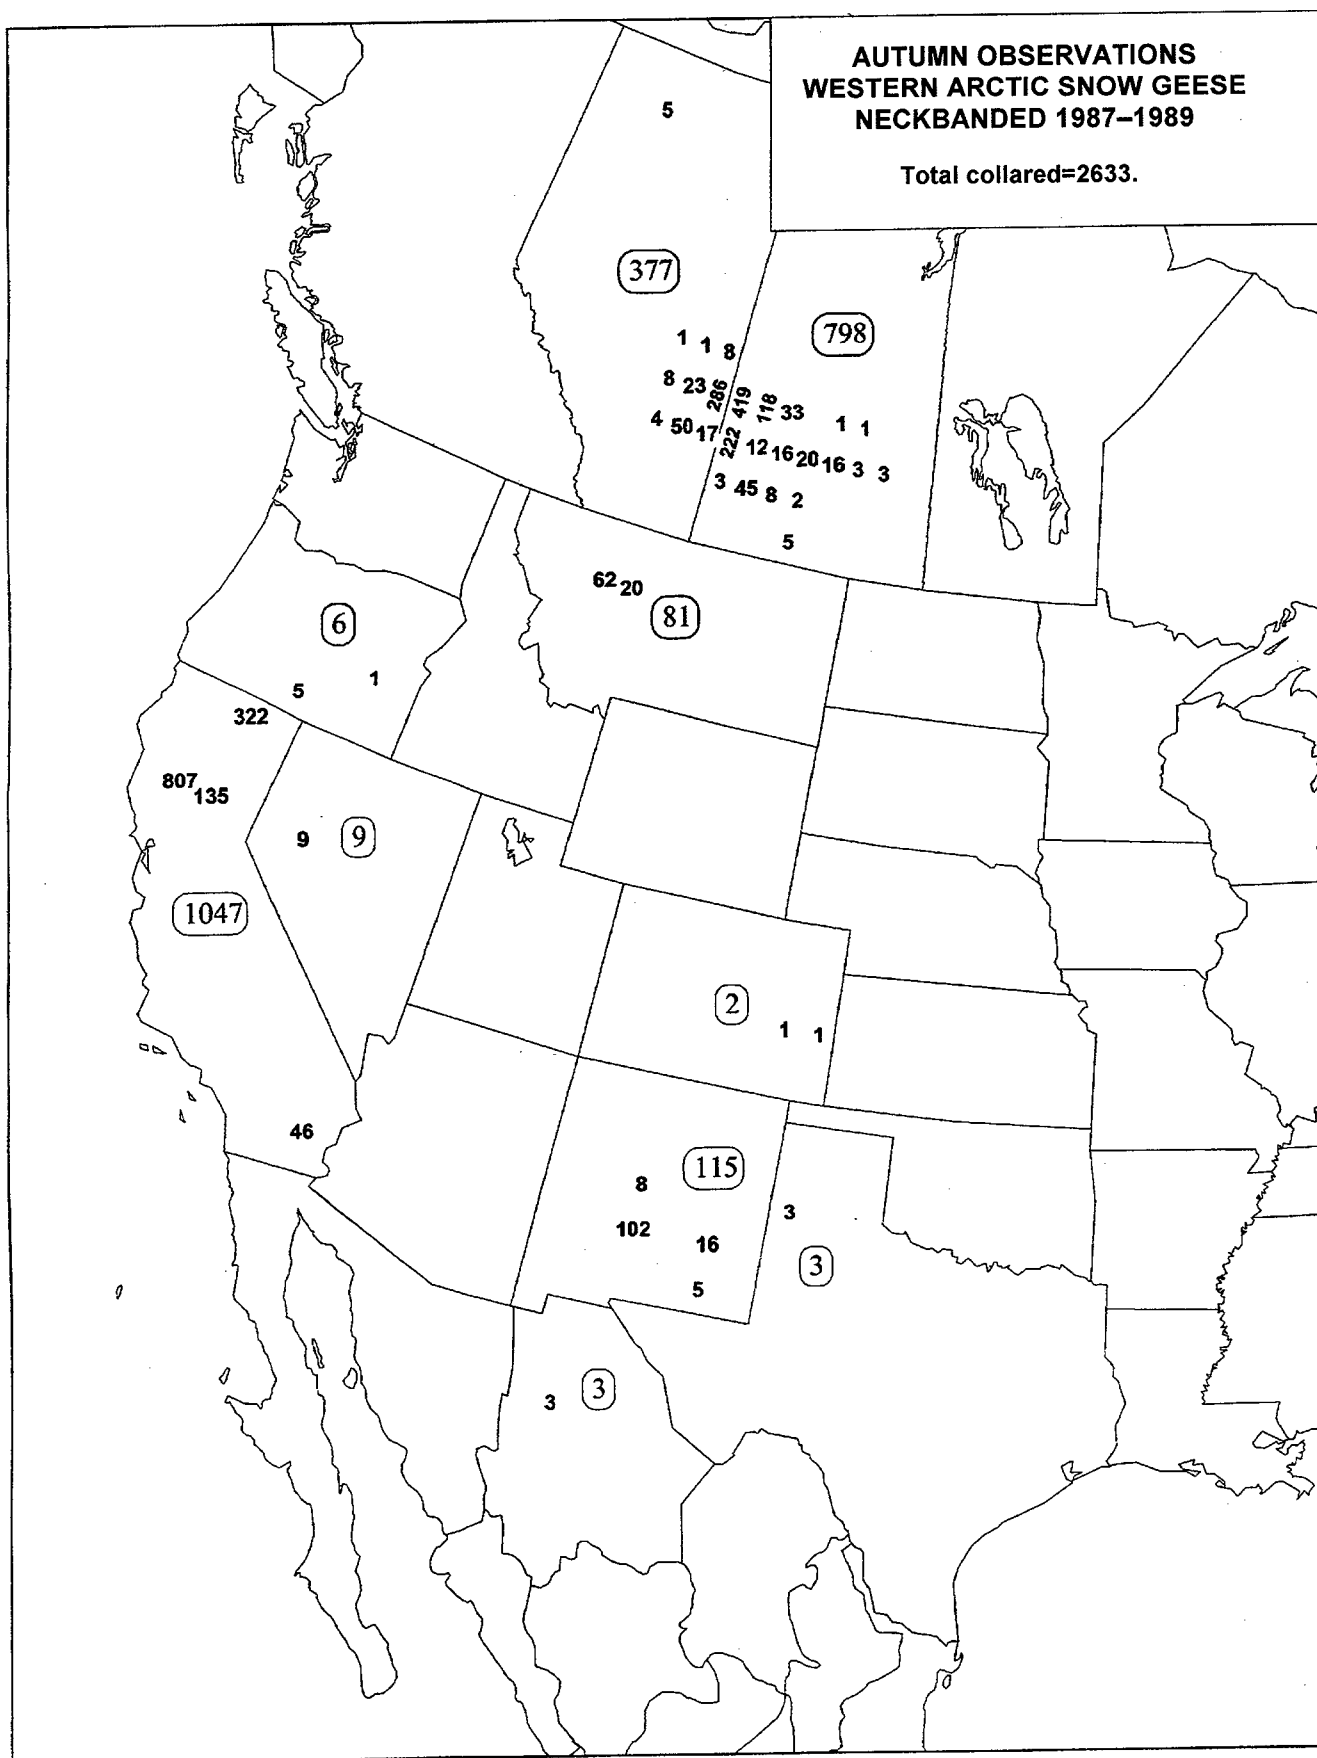 AUTUMN OBSERVATIONS
WESTERN ARCTIC SNOW GEESE
NECKBANDED 1987–1989
Total collared=2633.
5
377
798
1 1 8
8 23 286 419 118 33 1 1
4 50 17 222 12 16 20 16 3 3
3 45 8 2
5
62 20
81
6
5 1
322
807 135
9 9
1047
2
1 1
46
115
8
3
102 16
3
5
3 3